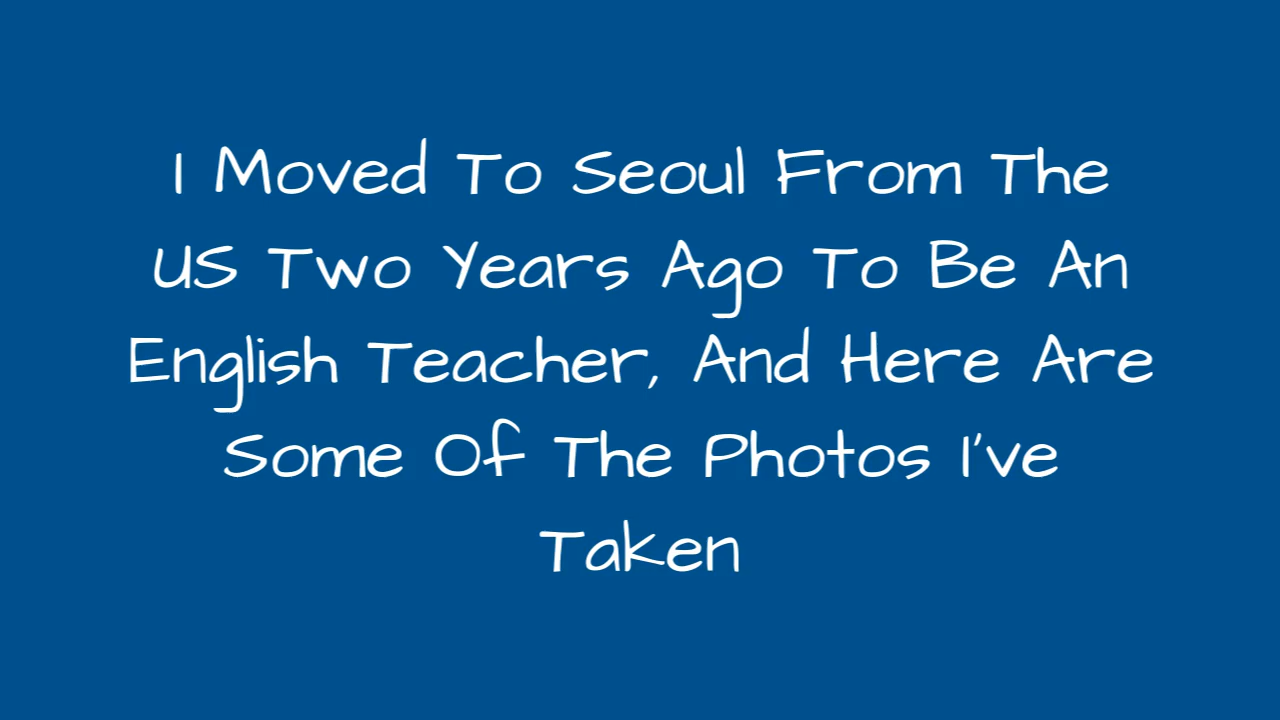 I Moved To Seoul From The
US Two Years Ago To Be An
English Teacher, And Here Are
Some Of The Photos I've
Taken